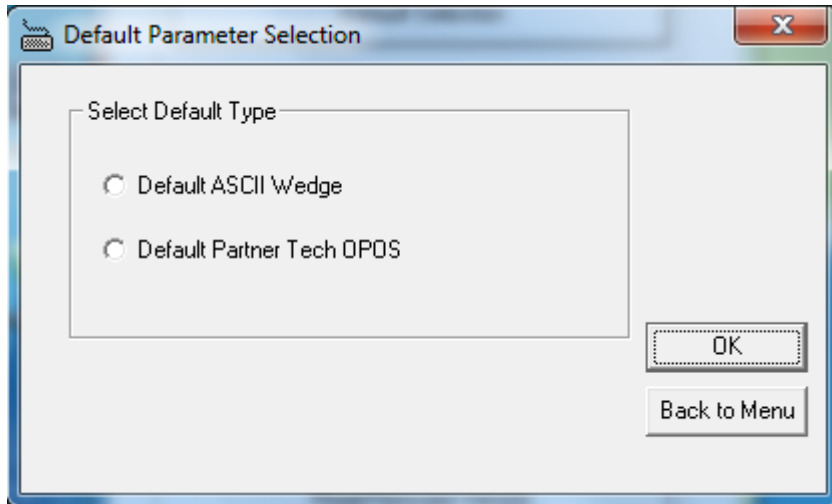 Default Parameter Selection
Select Default Type
Default ASCII Wedge
Default Partner Tech OPOS
OK
Back to Menu